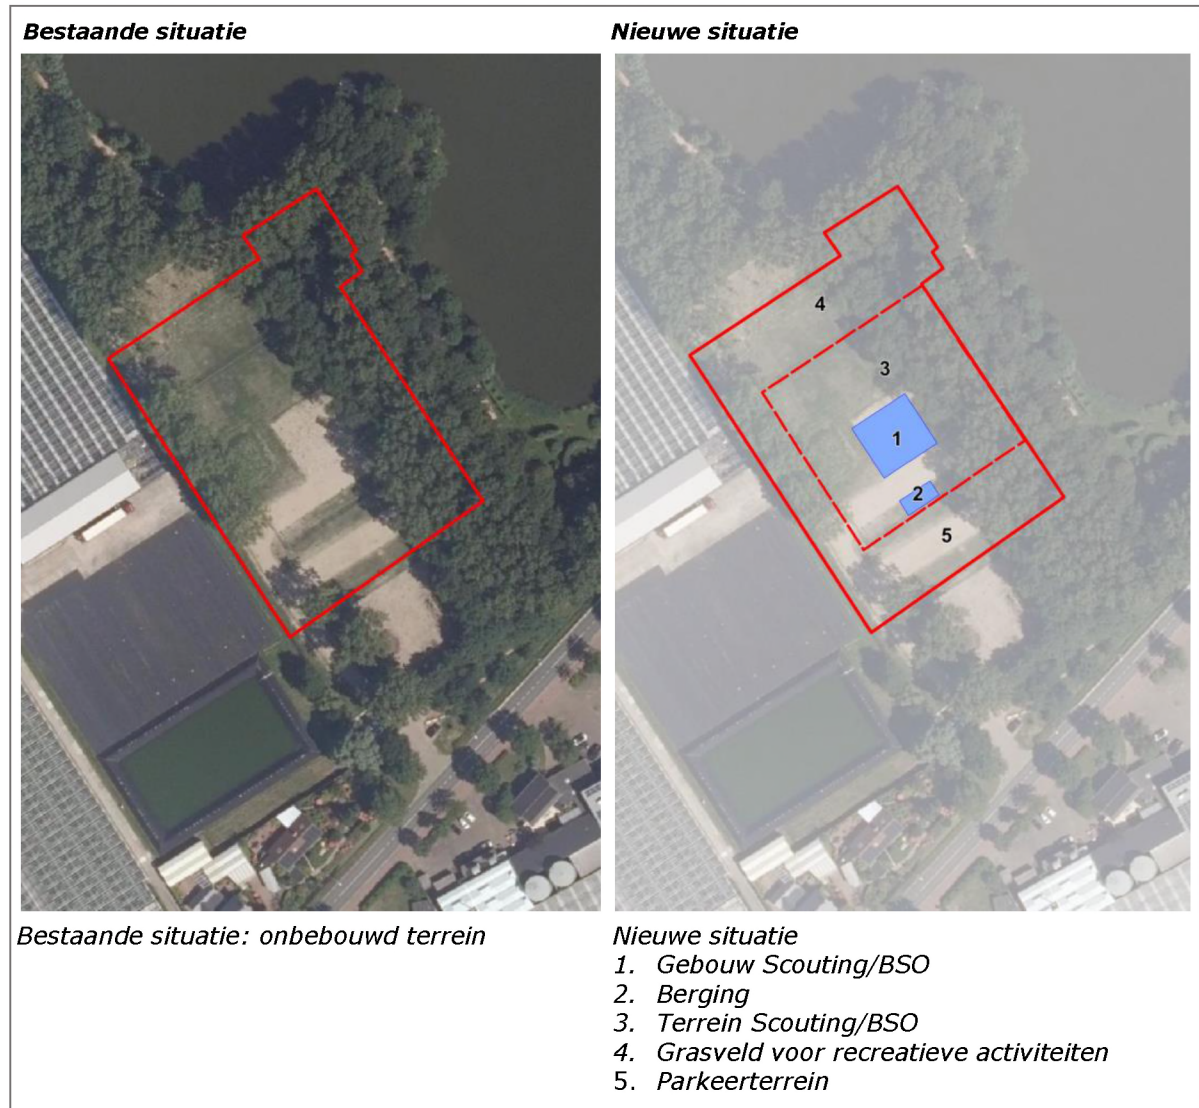 Bestaande situatie
Nieuwe situatie
4
3
1
2
5
Bestaande situatie: onbebouwd terrein
Nieuwe situatie
1. Gebouw Scouting/BSO
2. Berging
3. Terrein Scouting/BSO
4. Grasveld voor recreatieve activiteiten
5. Parkeerterrein